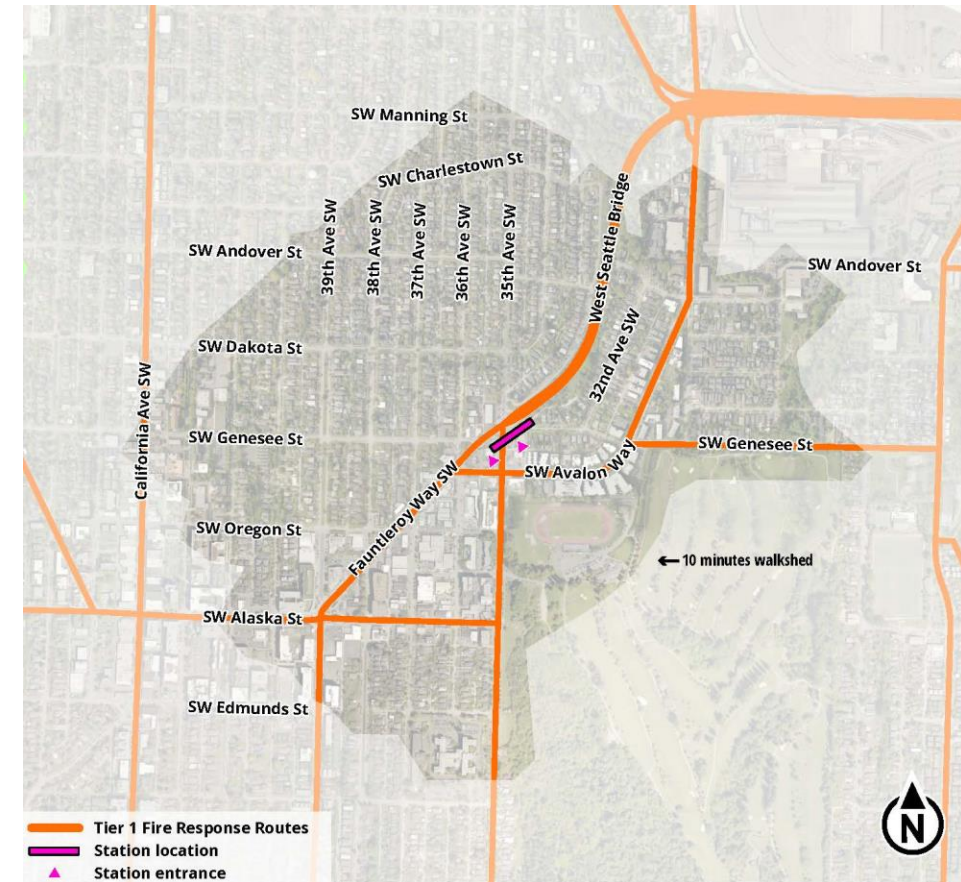 SW Manning St
SW Charlestown St
39th Ave SW
38th Ave SW
37th Ave SW
36th Ave SW
35th Ave SW
West Seattle Bridge
SW Andover St
SW Andover St
SW Dakota St
32nd Ave SW
California Ave SW
SW Genesee St
SW Genesee St
SW Avalon Way
Fauntleroy Way SW
SW Oregon St
← 10 minutes walkshed
SW Alaska St
SW Edmunds St
N
Tier 1 Fire Response Routes
Station location
Station entrance